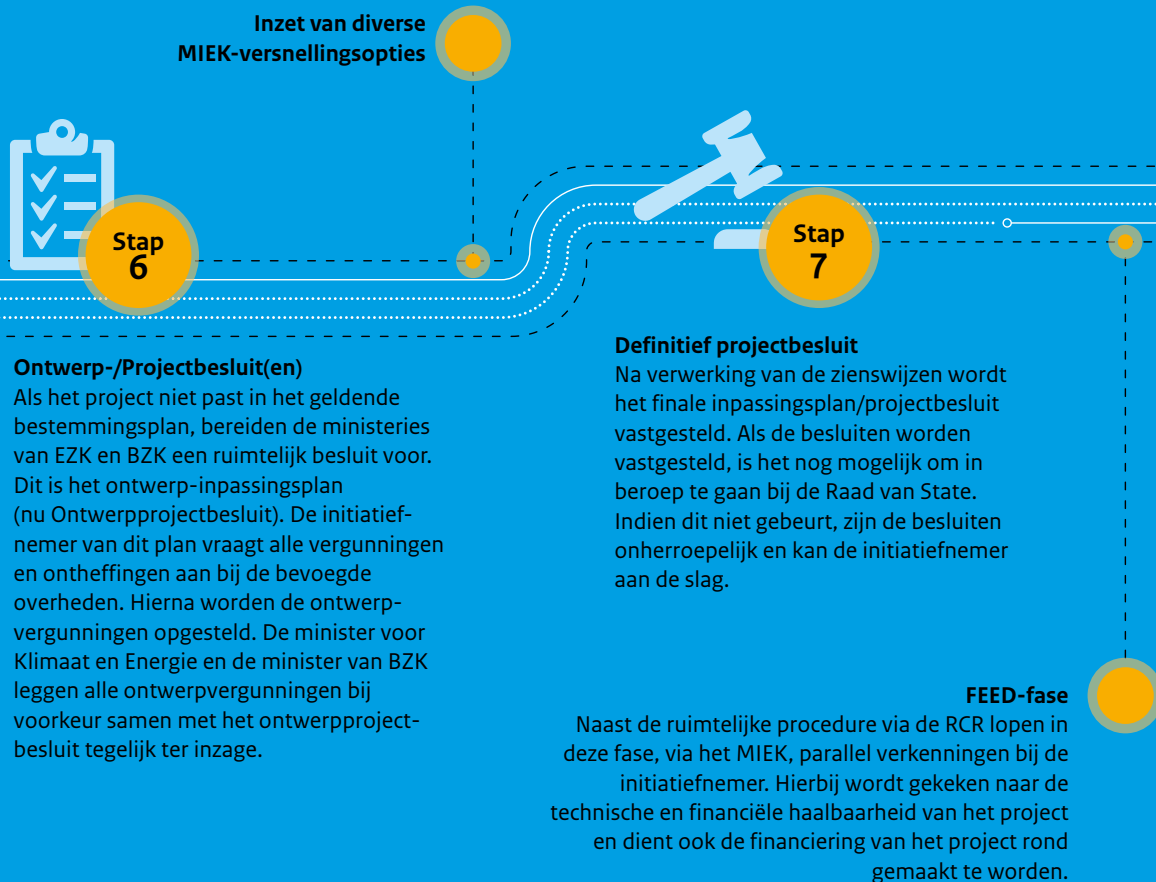 Inzet van diverse
MIEK-versnellingsopties
Stap
6
Ontwerp-/Projectbesluit(en)
Als het project niet past in het geldende
bestemmingsplan, bereiden de ministeries
van EZK en BZK een ruimtelijk besluit voor.
Dit is het ontwerp-inpassingsplan
(nu Ontwerpprojectbesluit). De initiatief-
nemer van dit plan vraagt alle vergunningen
en ontheffingen aan bij de bevoegde
overheden. Hierna worden de ontwerp-
vergunningen opgesteld. De minister voor
Klimaat en Energie en de minister van BZK
leggen alle ontwerpvergunningen bij
voorkeur samen met het ontwerpproject-
besluit tegelijk ter inzage.
Stap
7
Definitief projectbesluit
Na verwerking van de zienswijzen wordt
het finale inpassingsplan/projectbesluit
vastgesteld. Als de besluiten worden
vastgesteld, is het nog mogelijk om in
beroep te gaan bij de Raad van State.
Indien dit niet gebeurt, zijn de besluiten
onherroepelijk en kan de initiatiefnemer
aan de slag.
FEED-fase
Naast de ruimtelijke procedure via de RCR lopen in
deze fase, via het MIEK, parallel verkenningen bij de
initiatiefnemer. Hierbij wordt gekeken naar de
technische en financiële haalbaarheid van het project
en dient ook de financiering van het project rond
gemaakt te worden.